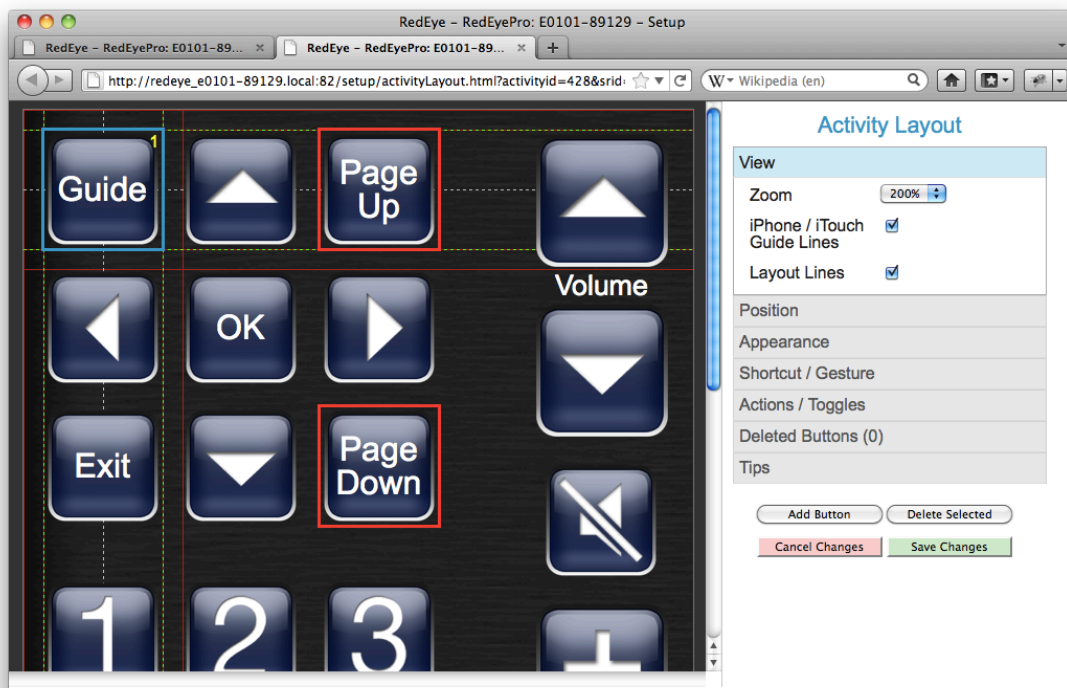 RedEye – RedEyePro: E0101-89129 – Setup
RedEye – RedEyePro: E0101-89...
RedEye – RedEyePro: E0101-89...
http://redeye_e0101-89129.local:82/setup/activityLayout.html?activityid=428&srid=
Wikipedia (en)
1
Guide
Page
Up
Volume
OK
Exit
Page
Down
1
2
3
Activity Layout
View
Zoom
200%
iPhone / iTouch
Guide Lines
Layout Lines
Position
Appearance
Shortcut / Gesture
Actions / Toggles
Deleted Buttons (0)
Tips
Add Button
Delete Selected
Cancel Changes
Save Changes